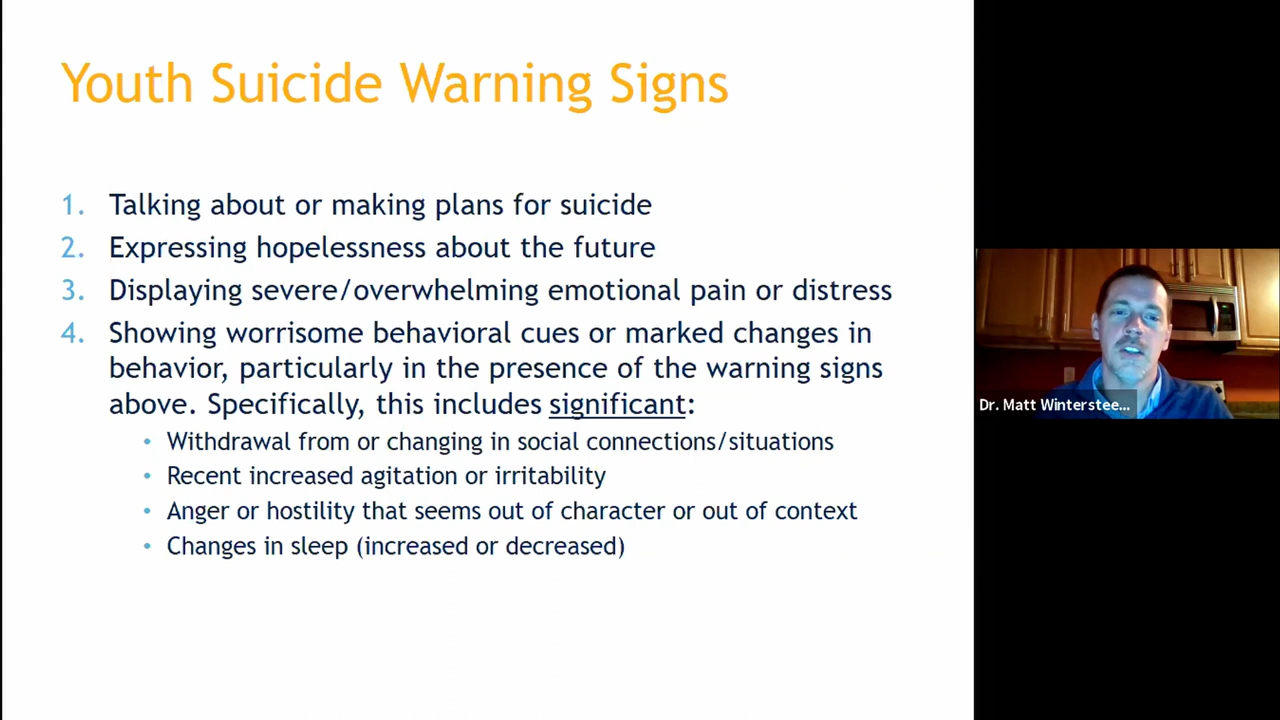 Youth Suicide Warning Signs
1. Talking about or making plans for suicide
2. Expressing hopelessness about the future
3. Displaying severe/overwhelming emotional pain or distress
4. Showing worrisome behavioral cues or marked changes in
behavior, particularly in the presence of the warning signs
above. Specifically, this includes significant:
• Withdrawal from or changing in social connections/situations
• Recent increased agitation or irritability
• Anger or hostility that seems out of character or out of context
• Changes in sleep (increased or decreased)
Dr. Matt Winterstee...